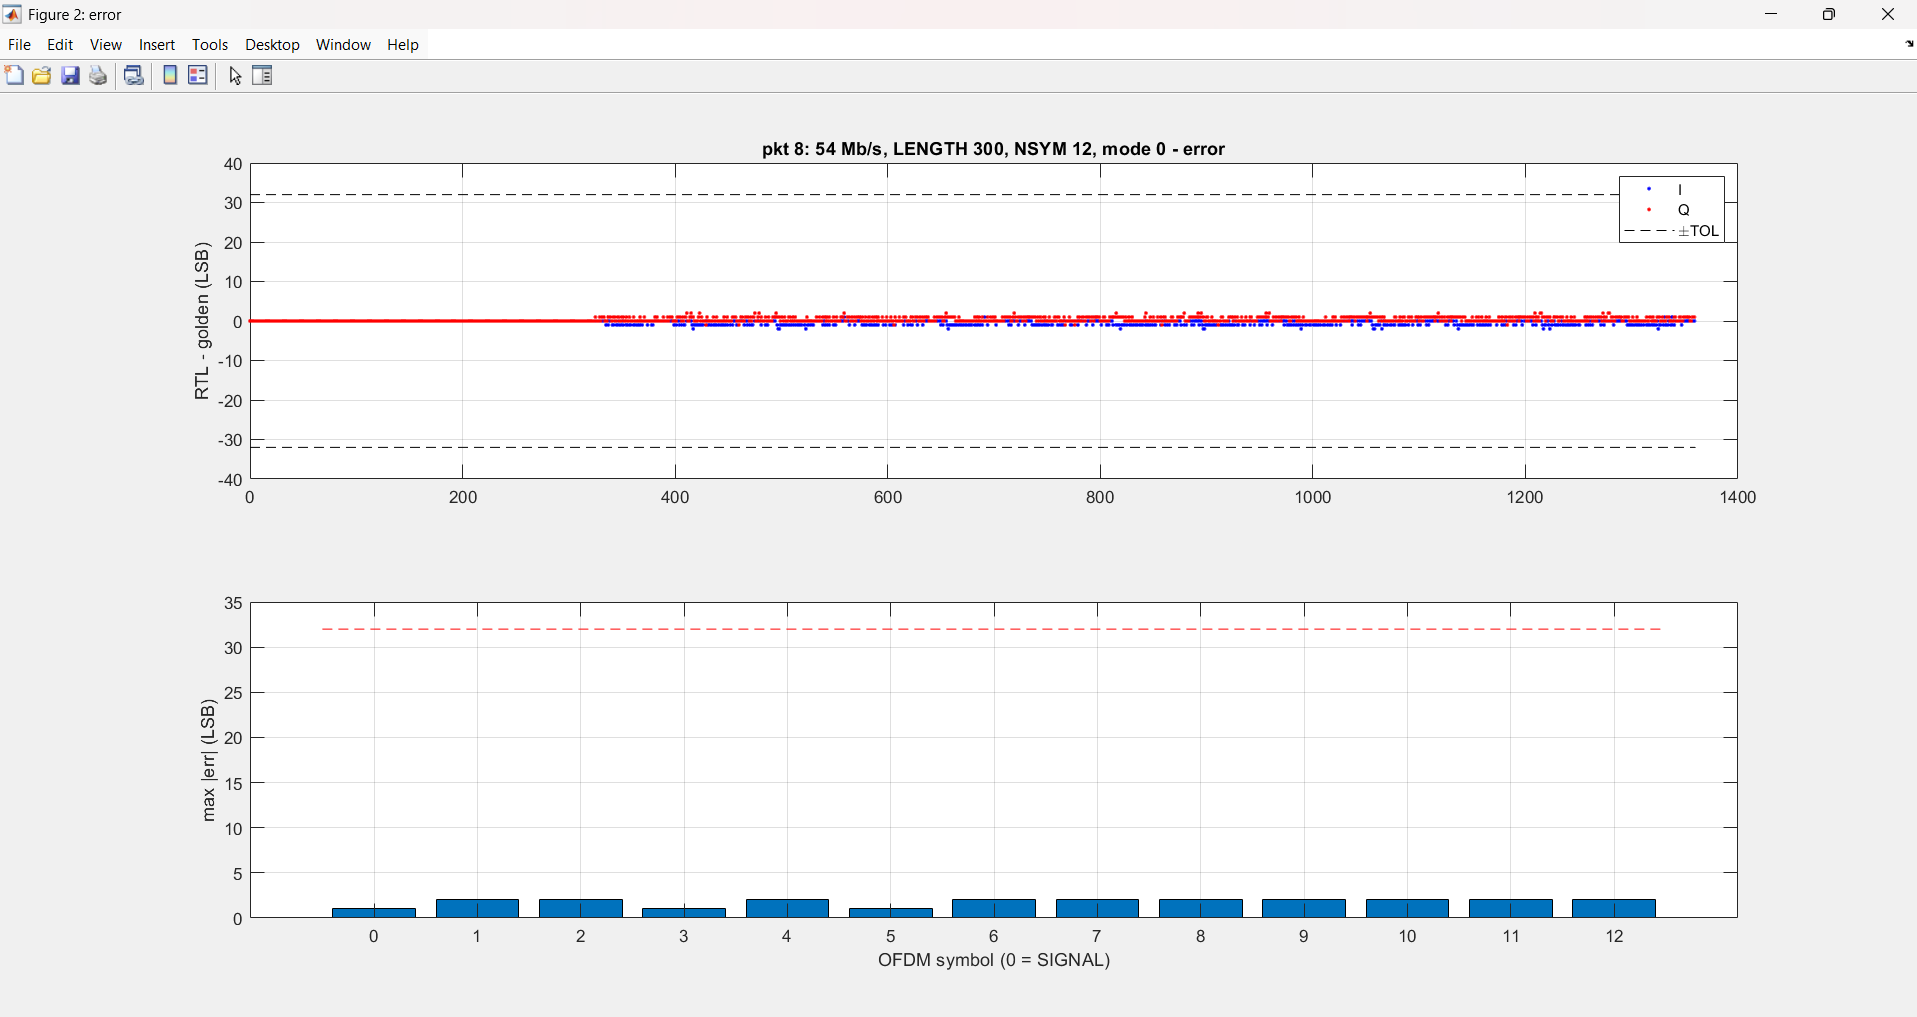 Figure 2: error
File Edit View Insert Tools Desktop Window Help
pkt 8: 54 Mb/s, LENGTH 300, NSYM 12, mode 0 - error
40
30
20
10
0
-10
-20
-30
-40
RTL - golden (LSB)
I
Q
±TOL
0 200 400 600 800 1000 1200 1400
35
30
25
20
15
10
5
0
max |err| (LSB)
0 1 2 3 4 5 6 7 8 9 10 11 12
OFDM symbol (0 = SIGNAL)